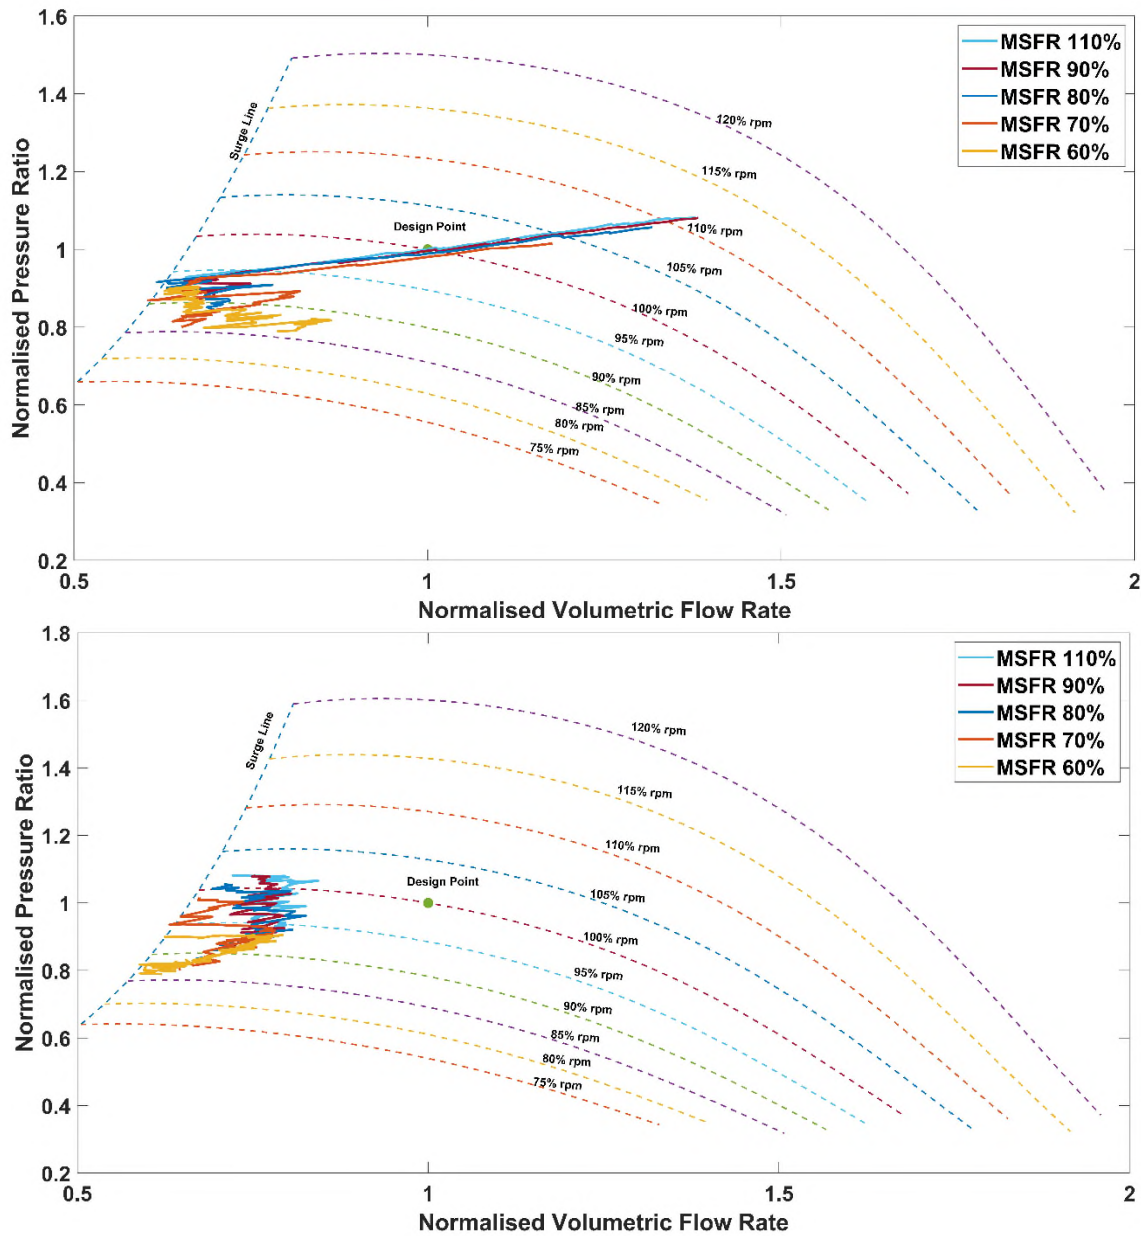 1.6
1.4
1.2
1
0.8
0.6
0.4
0.2
Normalised Pressure Ratio
Surge Line
Design Point
120% rpm
115% rpm
110% rpm
105% rpm
100% rpm
95% rpm
90% rpm
85% rpm
80% rpm
75% rpm
MSFR 110%
MSFR 90%
MSFR 80%
MSFR 70%
MSFR 60%
0.5
1
1.5
2
Normalised Volumetric Flow Rate
1.8
1.6
1.4
1.2
1
0.8
0.6
0.4
0.2
Normalised Pressure Ratio
Surge Line
Design Point
120% rpm
115% rpm
110% rpm
105% rpm
100% rpm
95% rpm
90% rpm
85% rpm
80% rpm
75% rpm
MSFR 110%
MSFR 90%
MSFR 80%
MSFR 70%
MSFR 60%
0.5
1
1.5
2
Normalised Volumetric Flow Rate